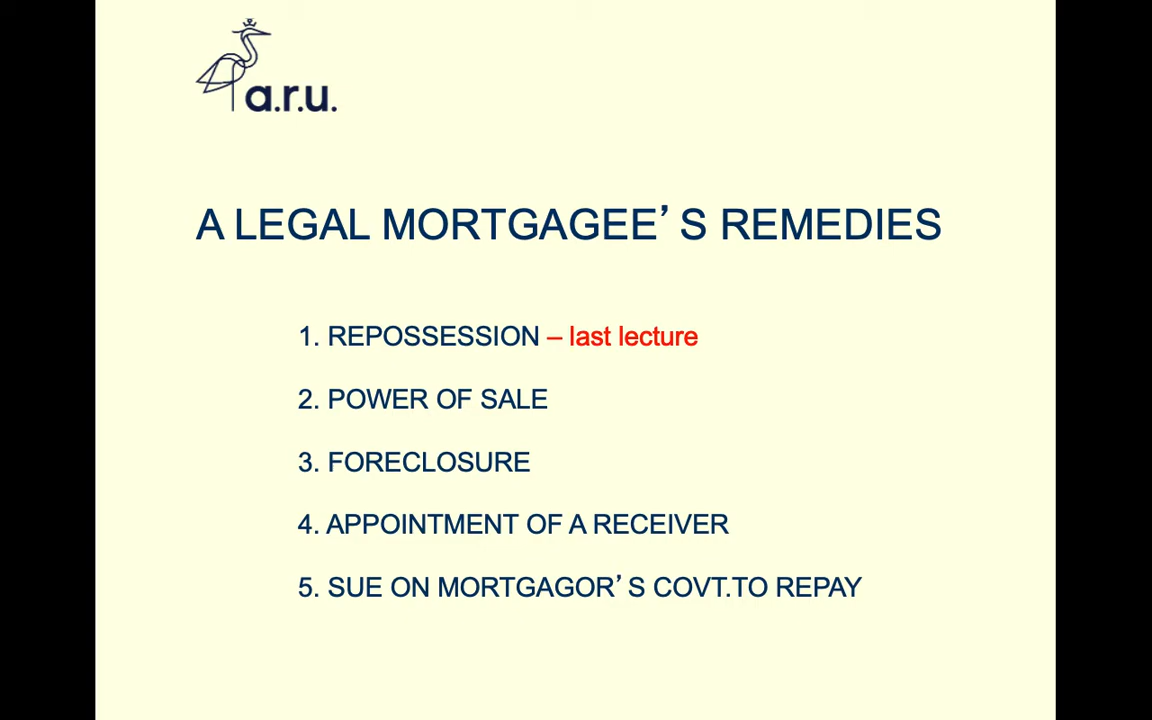 a.r.u.
A LEGAL MORTGAGEE’S REMEDIES
1. REPOSSESSION – last lecture
2. POWER OF SALE
3. FORECLOSURE
4. APPOINTMENT OF A RECEIVER
5. SUE ON MORTGAGOR’S COVT.TO REPAY